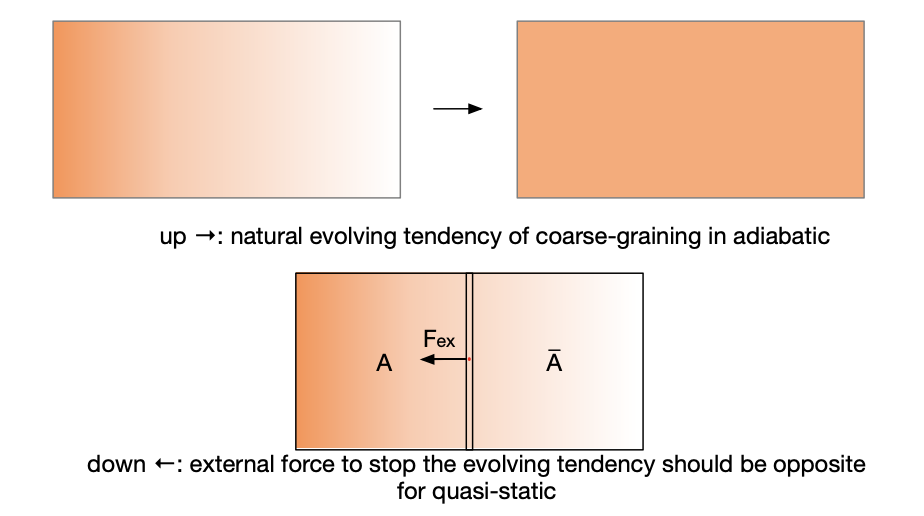 up →: natural evolving tendency of coarse-graining in adiabatic
Fex
A
A̅
down ←: external force to stop the evolving tendency should be opposite
for quasi-static